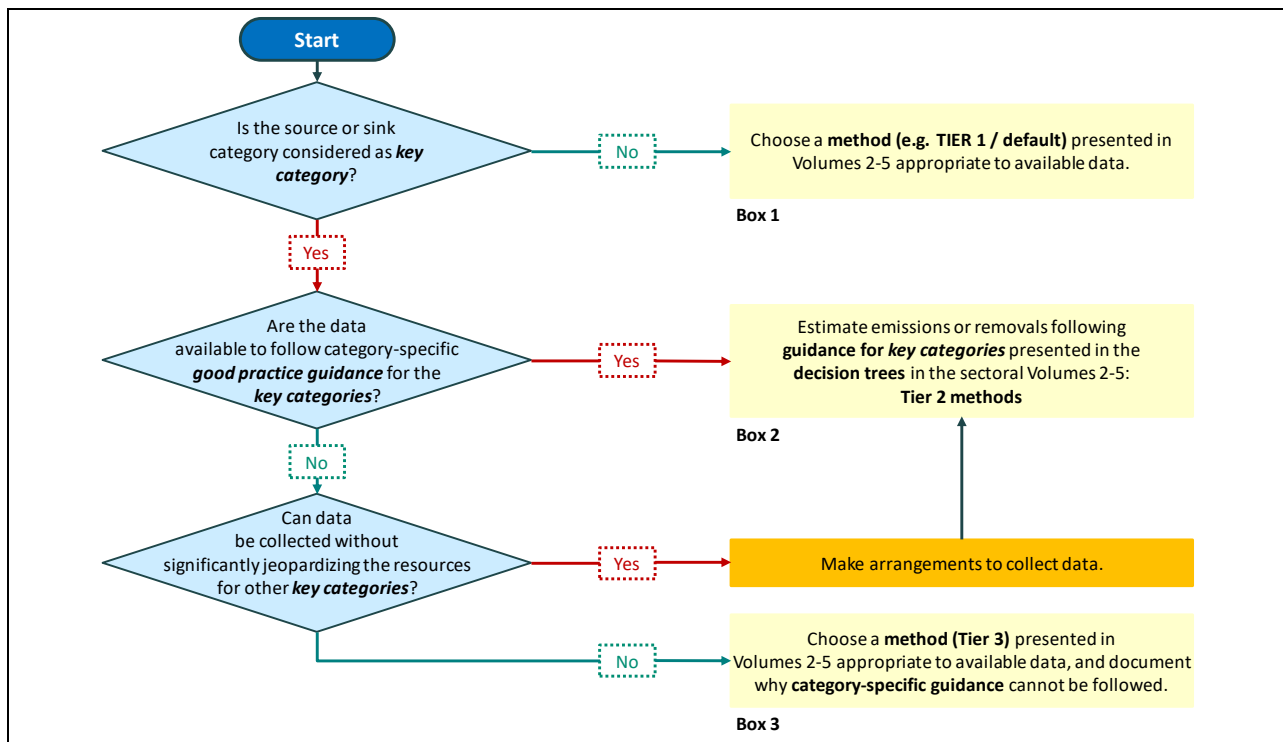 Start
Is the source or sink
category considered as key
category?
No
Choose a method (e.g. TIER 1 / default) presented in
Volumes 2-5 appropriate to available data.
Box 1
Yes
Are the data
available to follow category-specific
good practice guidance for the
key categories?
Yes
Estimate emissions or removals following
guidance for key categories presented in the
decision trees in the sectoral Volumes 2-5:
Tier 2 methods
Box 2
No
Can data
be collected without
significantly jeopardizing the resources
for other key categories?
Yes
Make arrangements to collect data.
No
Choose a method (Tier 3) presented in
Volumes 2-5 appropriate to available data, and document
why category-specific guidance cannot be followed.
Box 3